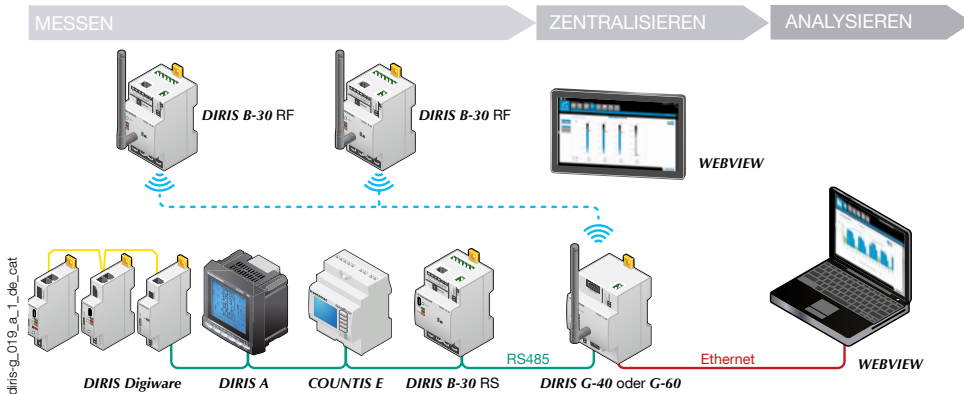 MESSEN
ZENTRALISIEREN
ANALYSIEREN
DIRIS B-30 RF
DIRIS B-30 RF
WEBVIEW
diris-g_019_a_1_de_cat
RS485
Ethernet
WEBVIEW
DIRIS Digiware
DIRIS A
COUNTIS E
DIRIS B-30 RS
DIRIS G-40 oder G-60